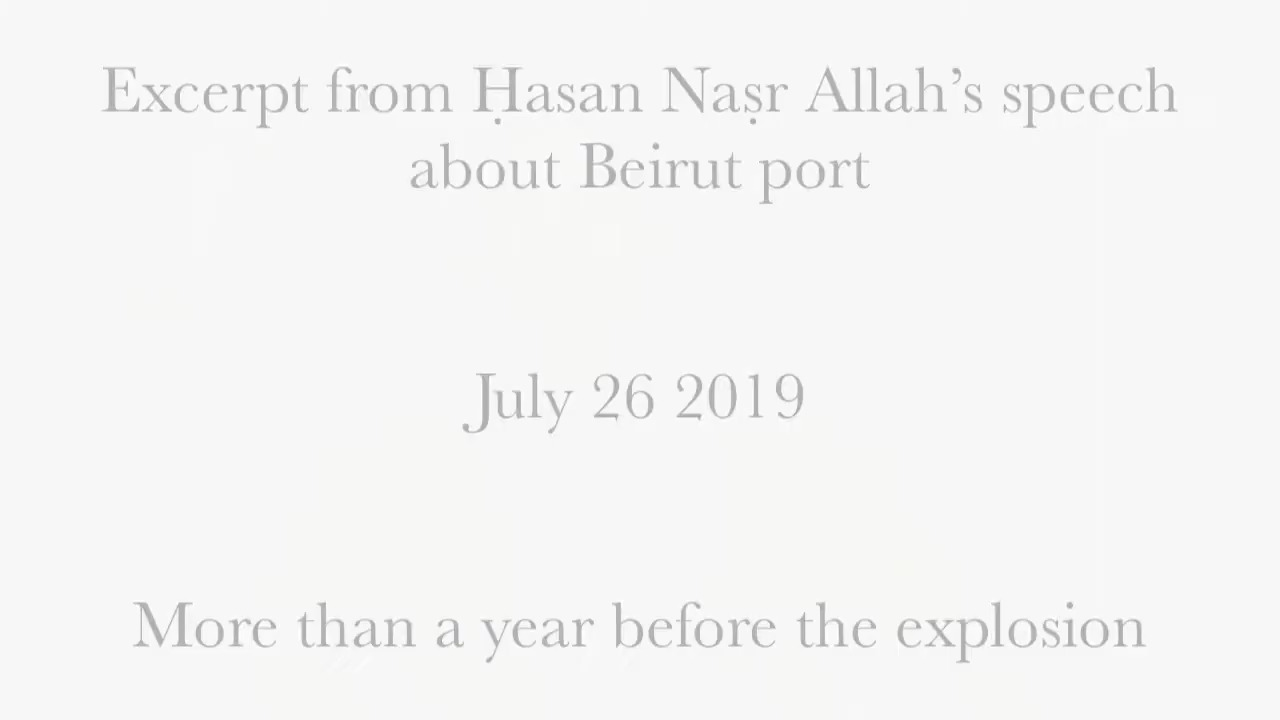 Excerpt from Ḥasan Naṣr Allah’s speech
about Beirut port
July 26 2019
More than a year before the explosion